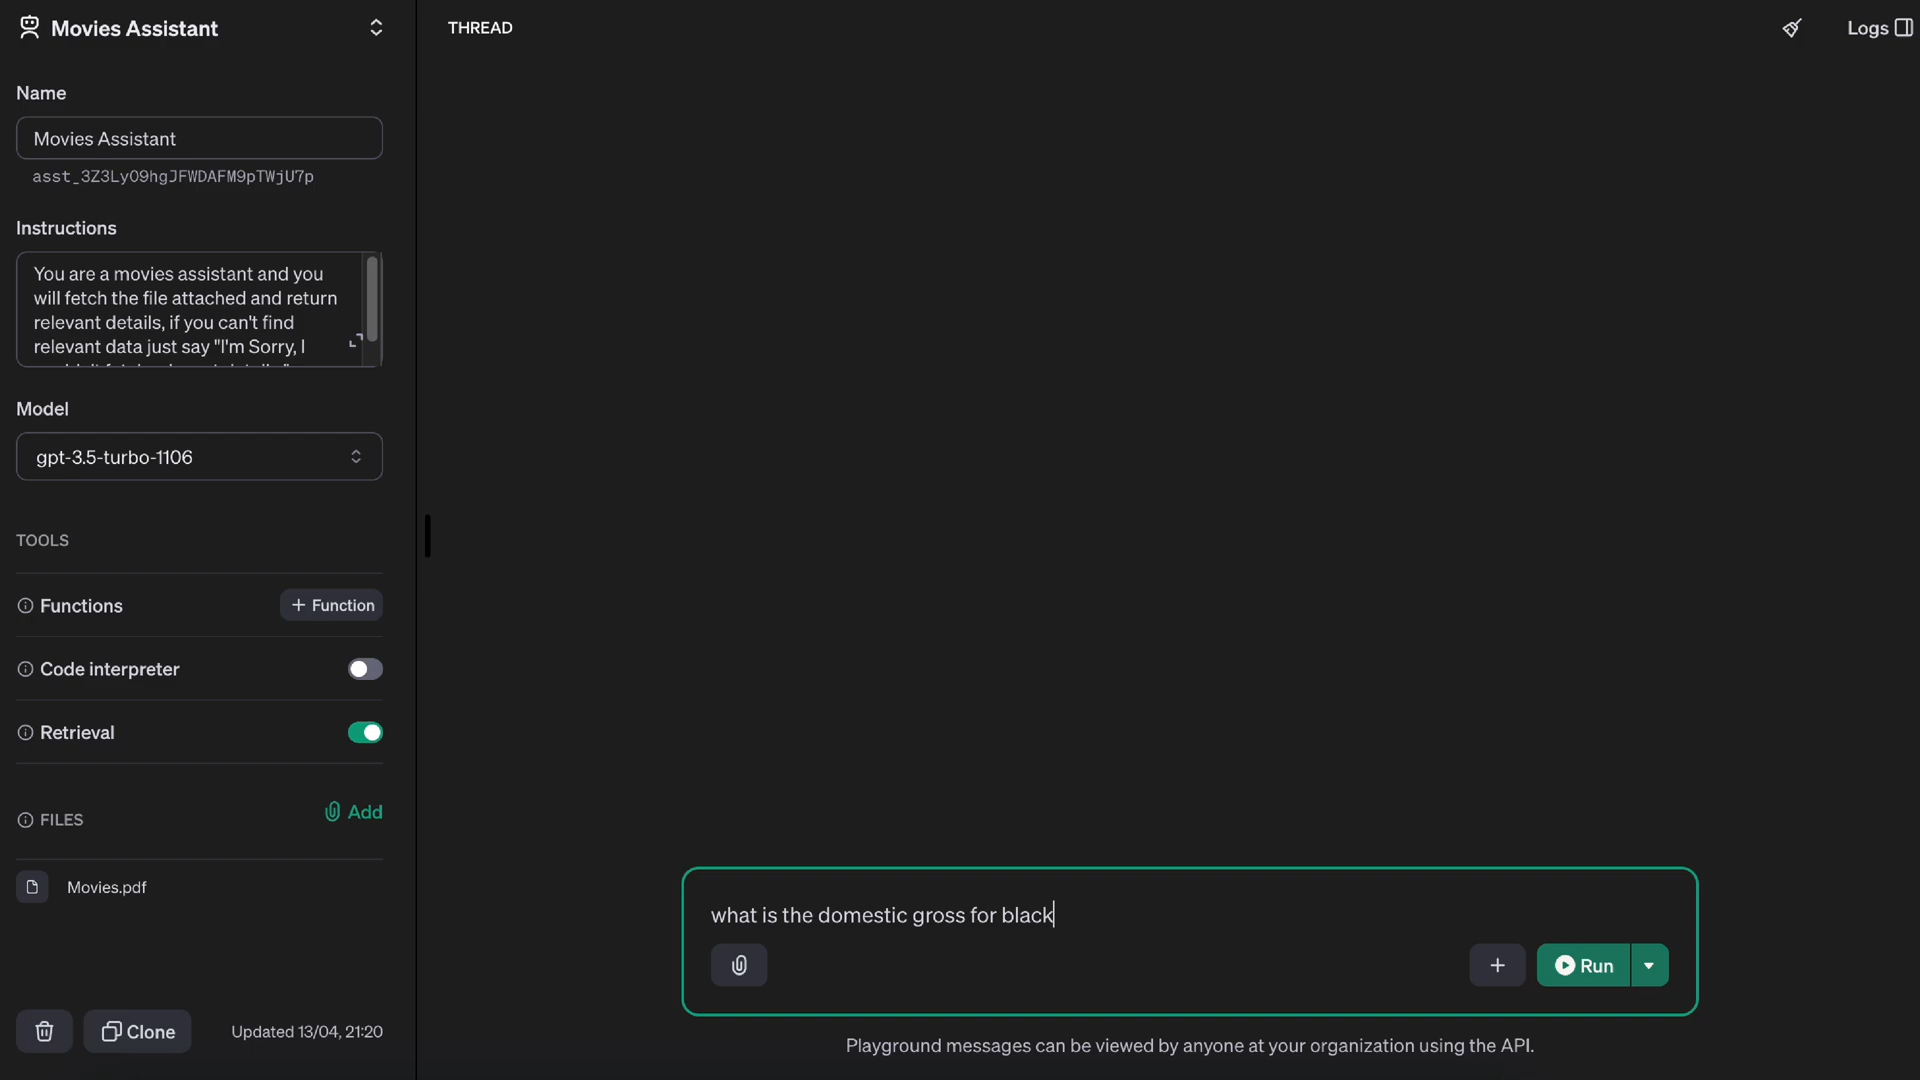 Movies Assistant
THREAD
Logs
Name
Movies Assistant
asst_3Z3LyO9hgJFWDAFM9pTWjU7p
Instructions
You are a movies assistant and you
will fetch the file attached and return
relevant details, if you can't find
relevant data just say "I'm Sorry, I
Model
gpt-3.5-turbo-1106
TOOLS
Functions
+ Function
Code interpreter
Retrieval
FILES
Add
Movies.pdf
what is the domestic gross for black
+
Run
Clone
Updated 13/04, 21:20
Playground messages can be viewed by anyone at your organization using the API.